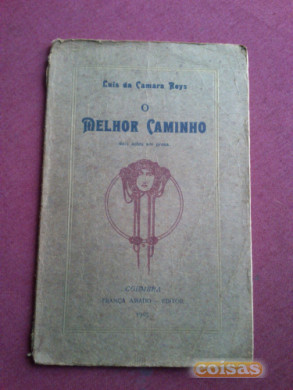 Luis da Camara Reys
O
MELHOR CAMINHO
COIMBRA
FRANÇA AMADO — EDITOR
coisas